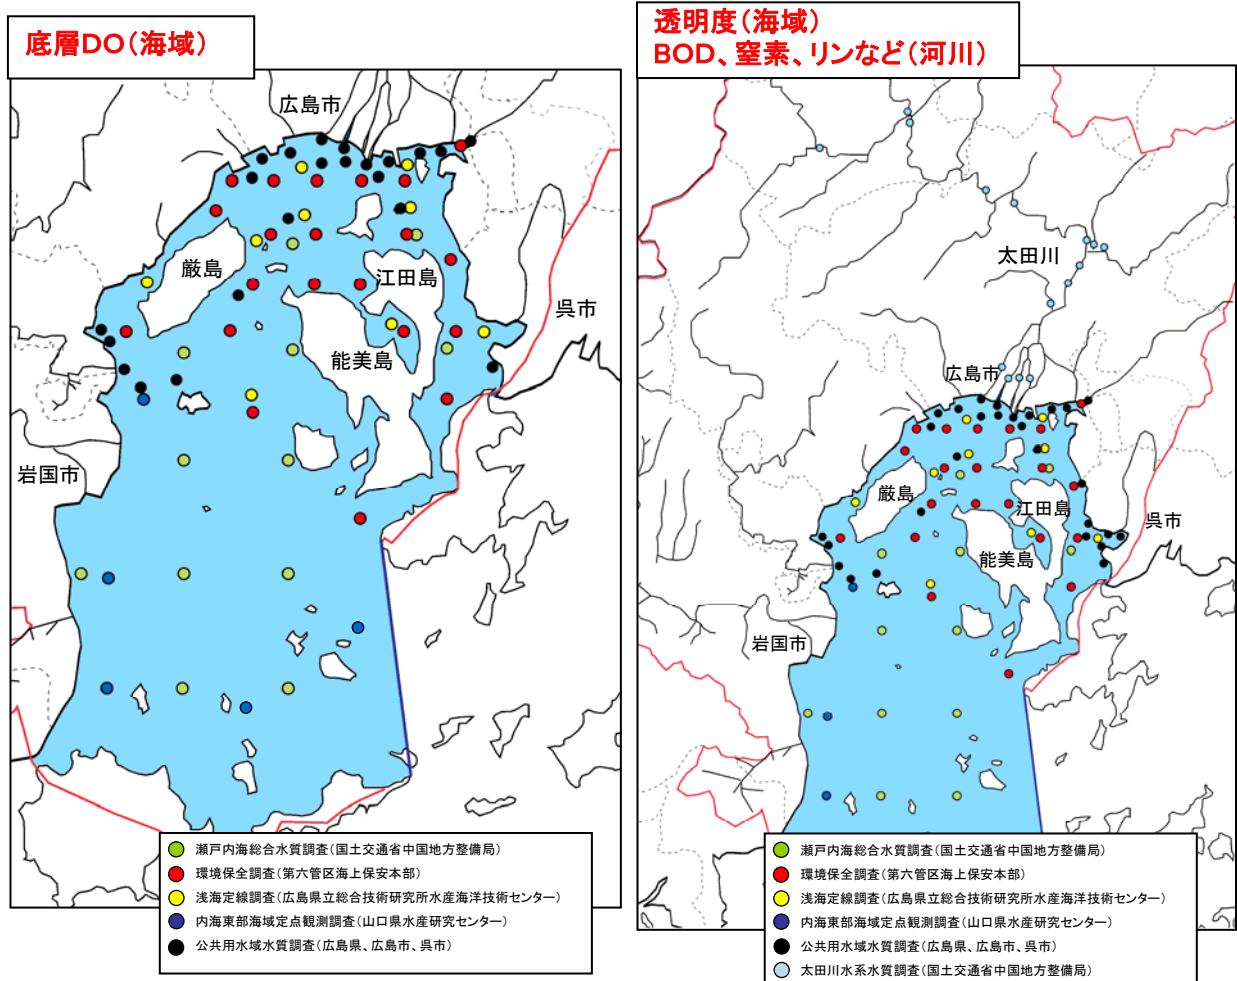 底層DO(海域)
広島市
厳島
江田島
呉市
能美島
岩国市
瀬戸内海総合水質調査(国土交通省中国地方整備局)
環境保全調査(第六管区海上保安本部)
浅海定線調査(広島県立総合技術研究所水産海洋技術センター)
内海東部海域定点観測調査(山口県水産研究センター)
公共用水域水質調査(広島県、広島市、呉市)
透明度(海域)
BOD、窒素、リンなど(河川)
太田川
広島市
厳島
江田島
呉市
能美島
岩国市
瀬戸内海総合水質調査(国土交通省中国地方整備局)
環境保全調査(第六管区海上保安本部)
浅海定線調査(広島県立総合技術研究所水産海洋技術センター)
内海東部海域定点観測調査(山口県水産研究センター)
公共用水域水質調査(広島県、広島市、呉市)
太田川水系水質調査(国土交通省中国地方整備局)